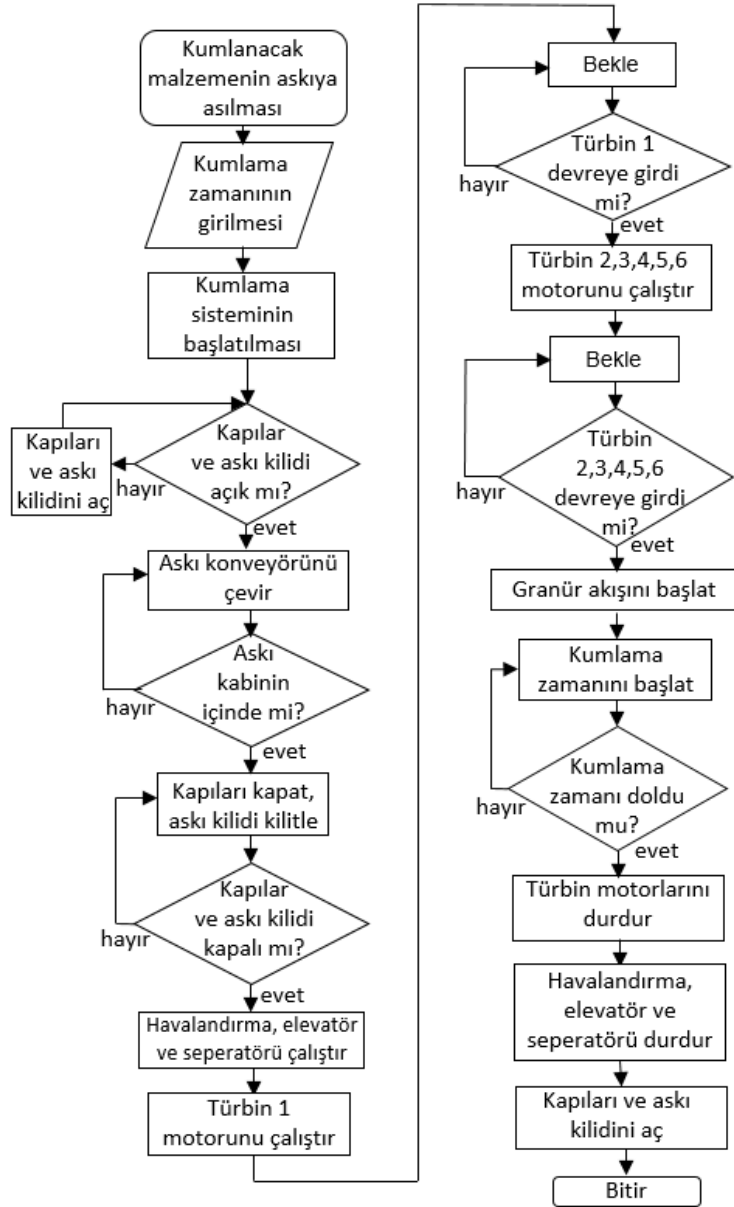 Kumlanacak
malzemenin askıya
asılması
Kumlama
zamanının
girilmesi
Kumlama
sisteminin
başlatılması
Kapıları
ve askı
kilidini aç
hayır
Kapılar
ve askı kilidi
açık mı?
evet
Askı konveyörünü
çevir
Askı
kabinin
içinde mi?
hayır
evet
Kapıları kapat,
askı kilidi kilitle
Kapılar
ve askı kilidi
kapalı mı?
hayır
evet
Havalandırma, elevatör
ve seperatörü çalıştır
Türbin 1
motorunu çalıştır
Bekle
Türbin 1
devreye girdi
mi?
hayır
evet
Türbin 2,3,4,5,6
motorunu çalıştır
Bekle
Türbin
2,3,4,5,6
devreye girdi
mi?
hayır
evet
Granür akışını başlat
Kumlama
zamanını başlat
Kumlama
zamanı doldu
mu?
hayır
evet
Türbin motorlarını
durdur
Havalandırma,
elevatör ve
seperatörü durdur
Kapıları ve askı
kilidini aç
Bitir